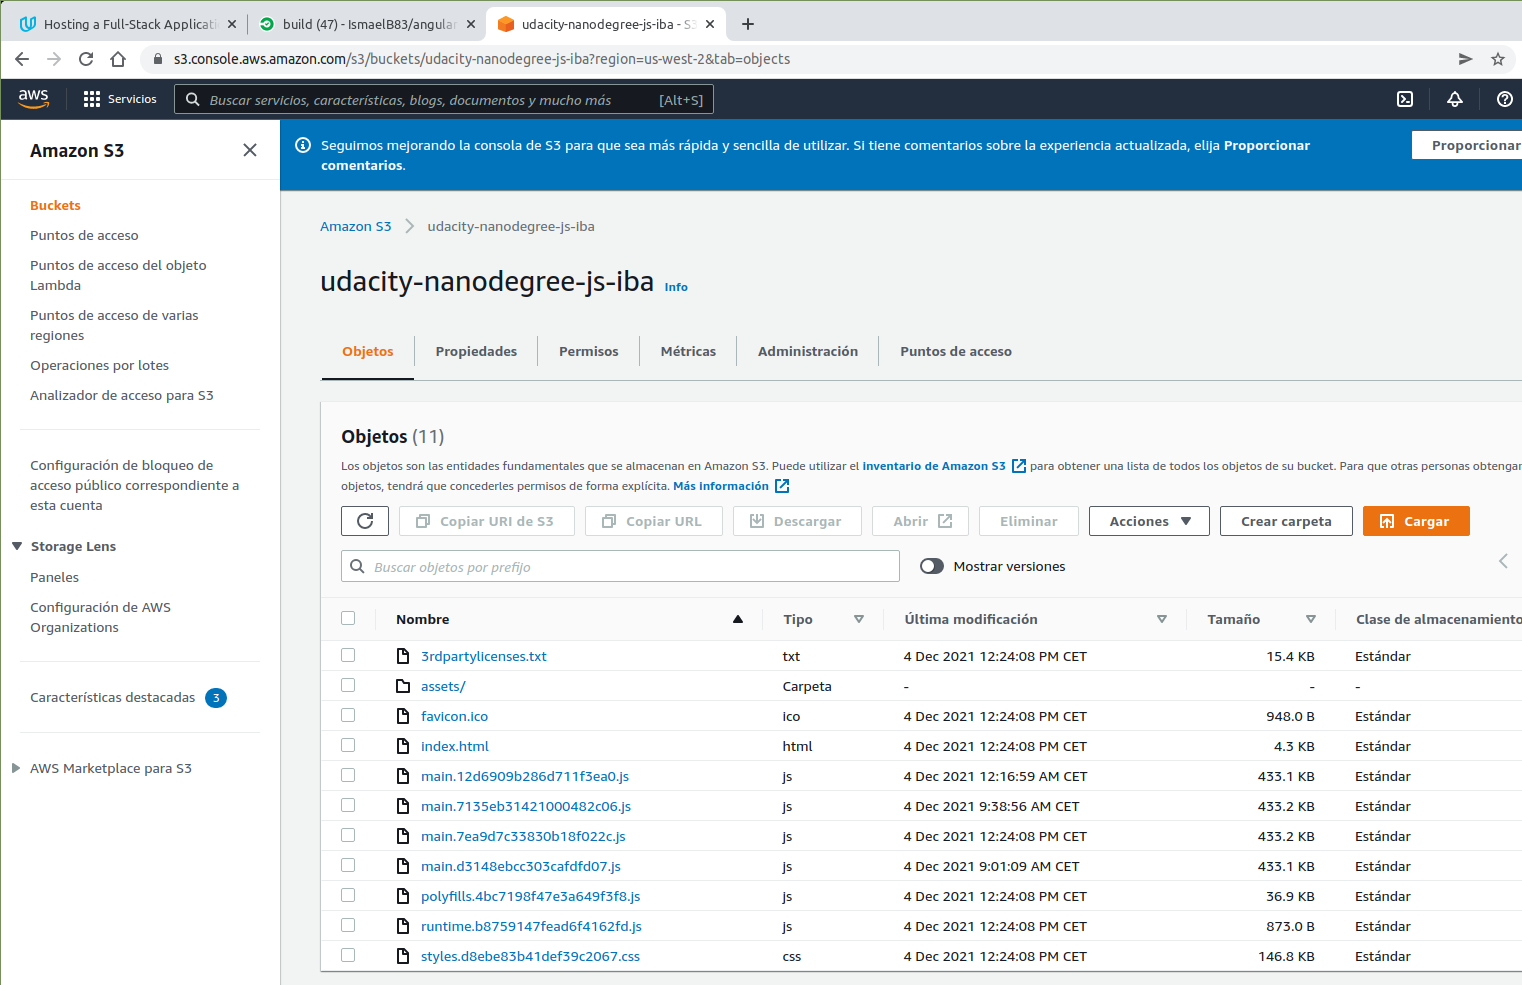 Hosting a Full-Stack Applicati
build (47) - IsmaelB83/angular
udacity-nanodegree-js-iba - S3
s3.console.aws.amazon.com/s3/buckets/udacity-nanodegree-js-iba?region=us-west-2&tab=objects
aws
Servicios
Buscar servicios, características, blogs, documentos y mucho más [Alt+S]
Amazon S3
Buckets
Puntos de acceso
Puntos de acceso del objeto
Lambda
Puntos de acceso de varias
regiones
Operaciones por lotes
Analizador de acceso para S3
Configuración de bloqueo de
acceso público correspondiente a
esta cuenta
Storage Lens
Paneles
Configuración de AWS
Organizations
Características destacadas 3
AWS Marketplace para S3
Seguimos mejorando la consola de S3 para que sea más rápida y sencilla de utilizar. Si tiene comentarios sobre la experiencia actualizada, elija Proporcionar
comentarios.
Proporcionar
Amazon S3 udacity-nanodegree-js-iba
udacity-nanodegree-js-iba Info
Objetos Propiedades Permisos Métricas Administración Puntos de acceso
Objetos (11)
Los objetos son las entidades fundamentales que se almacenan en Amazon S3. Puede utilizar el inventario de Amazon S3 para obtener una lista de todos los objetos de su bucket. Para que otras personas obtengan
objetos, tendrá que concederles permisos de forma explícita. Más información
Copiar URI de S3 Copiar URL Descargar Abrir Eliminar Acciones Crear carpeta Cargar
Buscar objetos por prefijo
Mostrar versiones
Nombre Tipo Última modificación Tamaño Clase de almacenamiento
3rdpartylicenses.txt txt 4 Dec 2021 12:24:08 PM CET 15.4 KB Estándar
assets/ Carpeta - - -
favicon.ico ico 4 Dec 2021 12:24:08 PM CET 948.0 B Estándar
index.html html 4 Dec 2021 12:24:08 PM CET 4.3 KB Estándar
main.12d6909b286d711f3ea0.js js 4 Dec 2021 12:16:59 AM CET 433.1 KB Estándar
main.7135eb31421000482c06.js js 4 Dec 2021 9:38:56 AM CET 433.2 KB Estándar
main.7ea9d7c33830b18f022c.js js 4 Dec 2021 12:24:08 PM CET 433.2 KB Estándar
main.d3148ebcc303cafdfd07.js js 4 Dec 2021 9:01:09 AM CET 433.1 KB Estándar
polyfills.4bc7198f47e3a649f3f8.js js 4 Dec 2021 12:24:08 PM CET 36.9 KB Estándar
runtime.b8759147fead6f4162fd.js js 4 Dec 2021 12:24:08 PM CET 873.0 B Estándar
styles.d8ebe83b41def39c2067.css css 4 Dec 2021 12:24:08 PM CET 146.8 KB Estándar